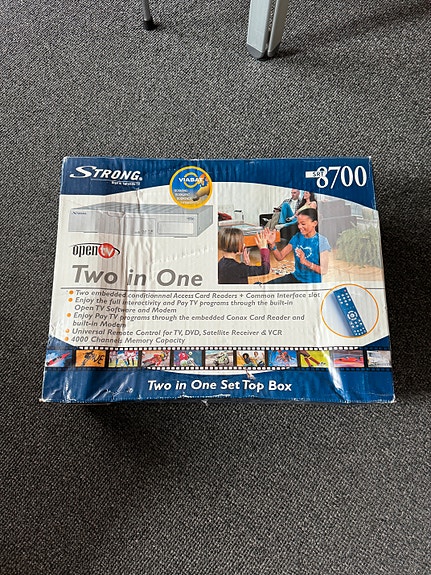 STRONG
VIASAT
SRT 8700
opentv
Two in One
Two embedded conditionnal Access Card Readers + Common Interface slot
Enjoy the full interactivity and Pay TV programs through the built-in
Open TV Software and Modem
Enjoy Pay TV programs through the embedded Conax Card Reader and
built-in Modem
Universal Remote Control for TV, DVD, Satellite Receiver & VCR
4000 Channels Memory Capacity
Two in One Set Top Box